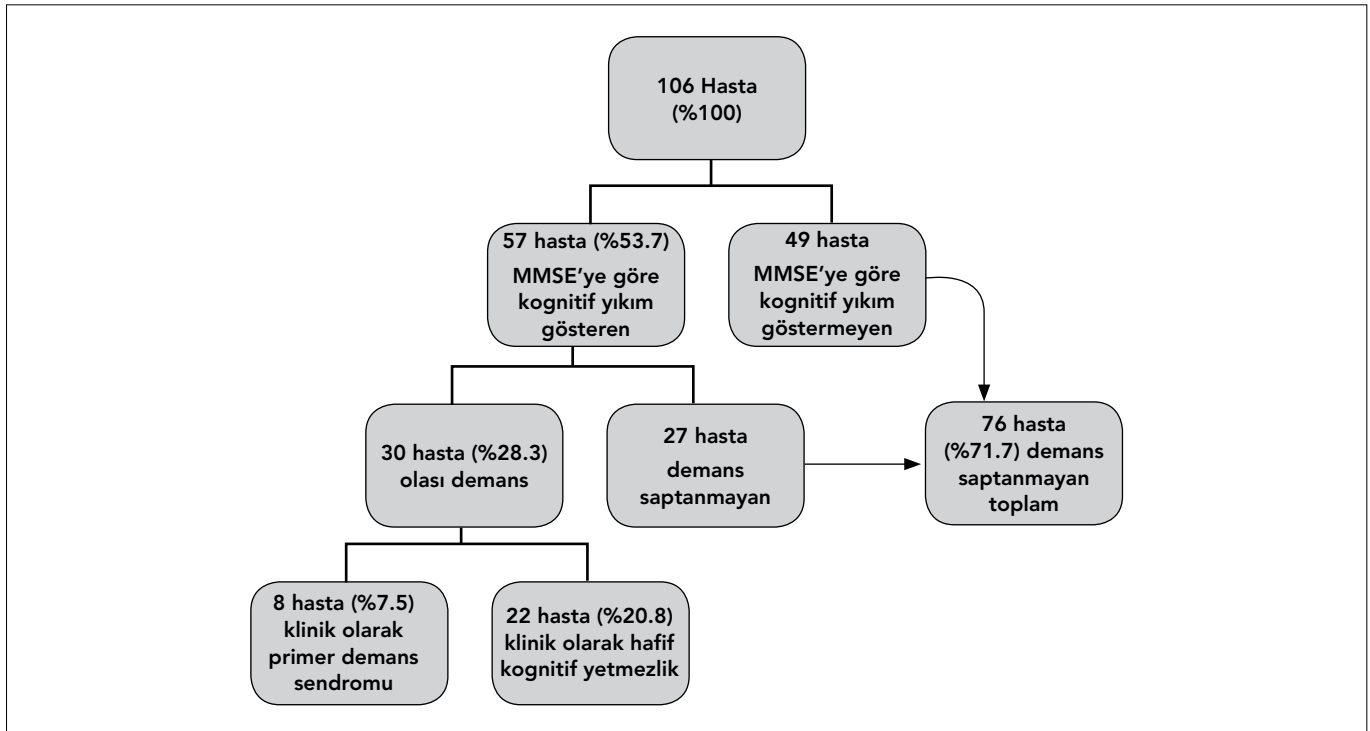 106 Hasta
(%100)
57 hasta (%53.7)
MMSE'ye göre
kognitif yıkım
gösteren
49 hasta
MMSE'ye göre
kognitif yıkım
göstermeyen
30 hasta (%28.3)
olası demans
27 hasta
demans
saptanmayan
76 hasta
(%71.7) demans
saptanmayan
toplam
8 hasta (%7.5)
klinik olarak
primer demans
sendromu
22 hasta (%20.8)
klinik olarak hafif
kognitif yetmezlik